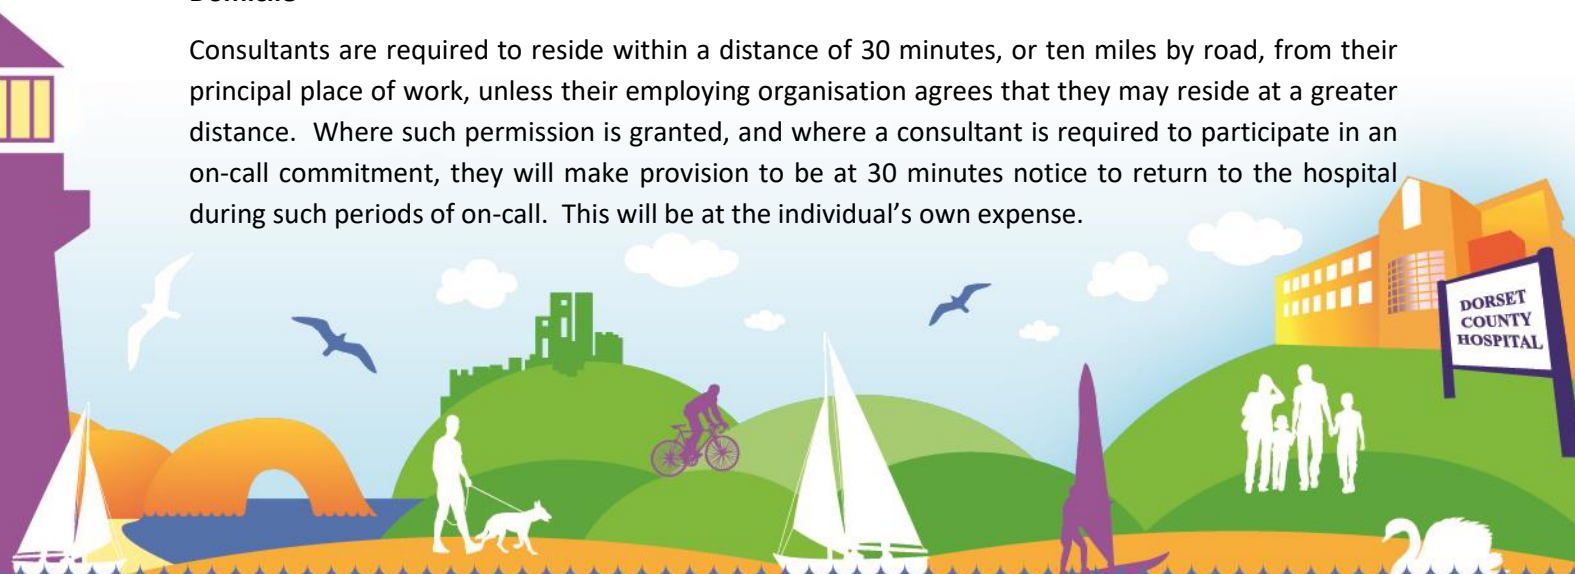 Consultants are required to reside within a distance of 30 minutes, or ten miles by road, from their
principal place of work, unless their employing organisation agrees that they may reside at a greater
distance.  Where such permission is granted, and where a consultant is required to participate in an
on-call commitment, they will make provision to be at 30 minutes notice to return to the hospital
during such periods of on-call.  This will be at the individual’s own expense.
DORSET
COUNTY
HOSPITAL